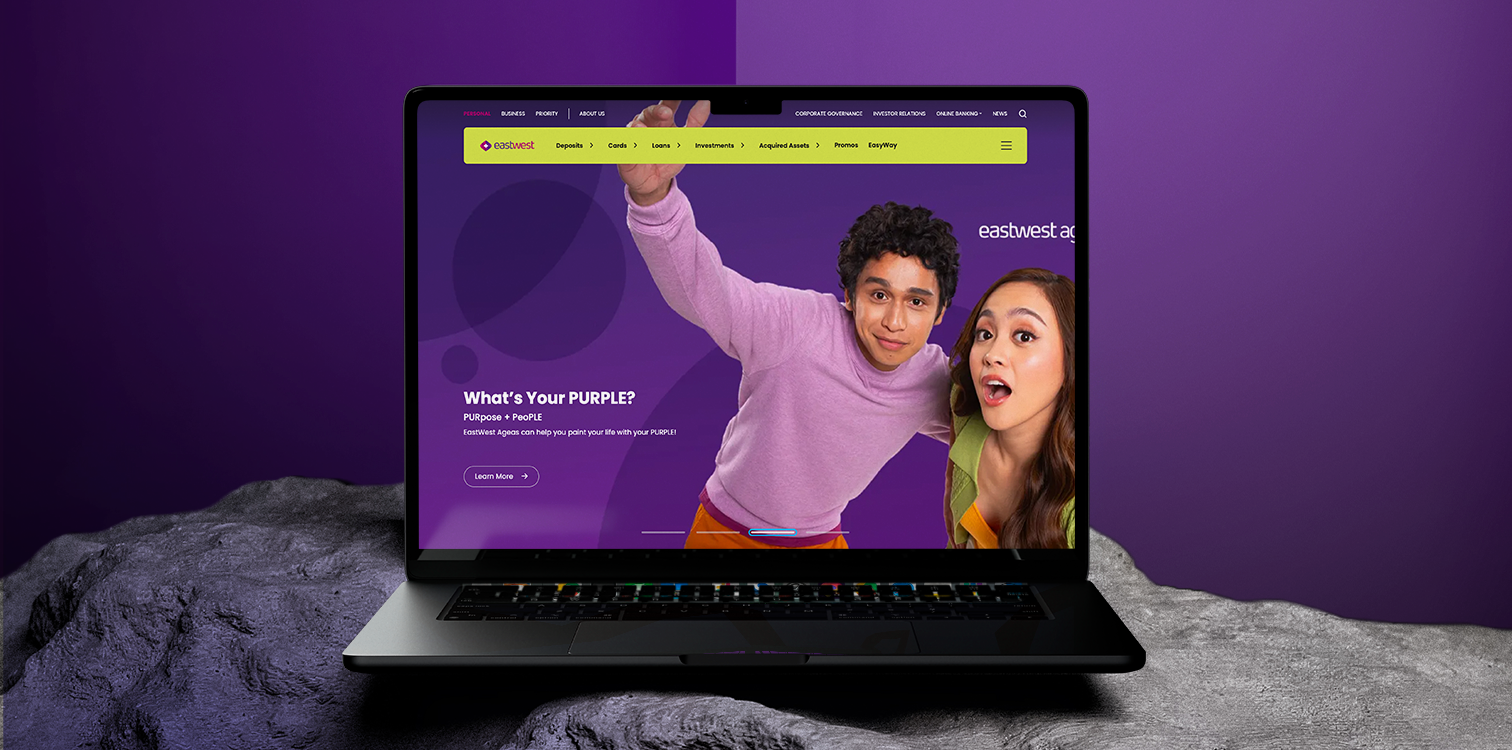 PERSONAL BUSINESS PRIORITY ABOUT US CORPORATE GOVERNANCE INVESTOR RELATIONS ONLINE BANKING NEWS
eastwest Deposits Cards Loans Investments Acquired Assets Promos EasyWay
eastwest ag
What's Your PURPLE?
PURpose + PeoPLE
EastWest Ageas can help you paint your life with your PURPLE!
Learn More